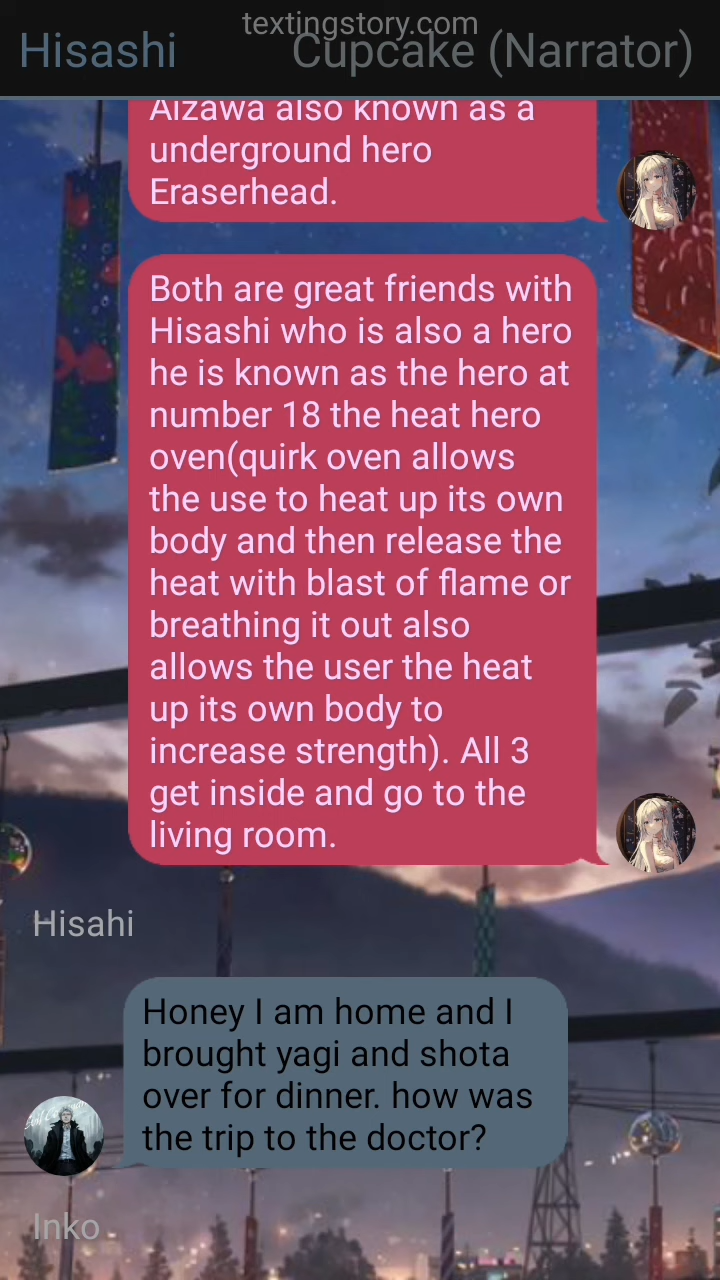 textingstory.com
Hisashi Cupcake (Narrator)
Aizawa also known as a
underground hero
Eraserhead.
Both are great friends with
Hisashi who is also a hero
he is known as the hero at
number 18 the heat hero
oven(quirk oven allows
the use to heat up its own
body and then release the
heat with blast of flame or
breathing it out also
allows the user the heat
up its own body to
increase strength). All 3
get inside and go to the
living room.
Hisahi
Honey I am home and I
brought yagi and shota
over for dinner. how was
the trip to the doctor?
Inko